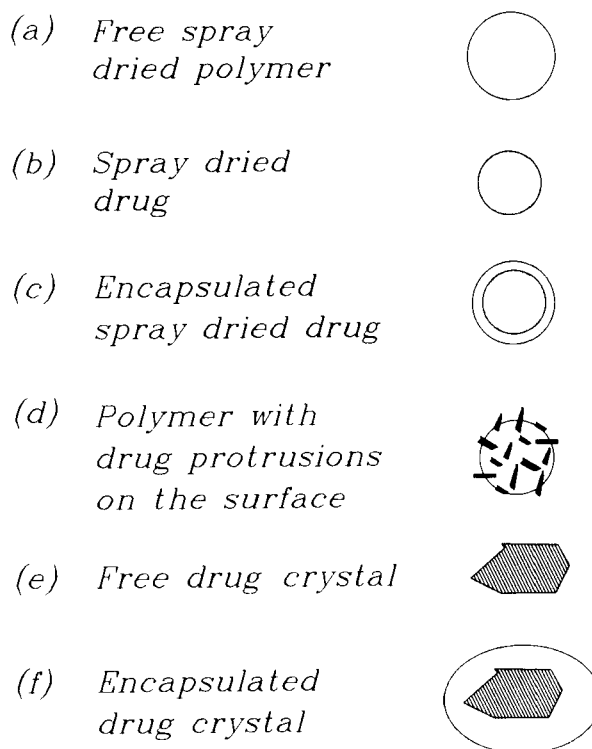 (a) Free spray
dried polymer
(b) Spray dried
drug
(c) Encapsulated
spray dried drug
(d) Polymer with
drug protrusions
on the surface
(e) Free drug crystal
(f) Encapsulated
drug crystal